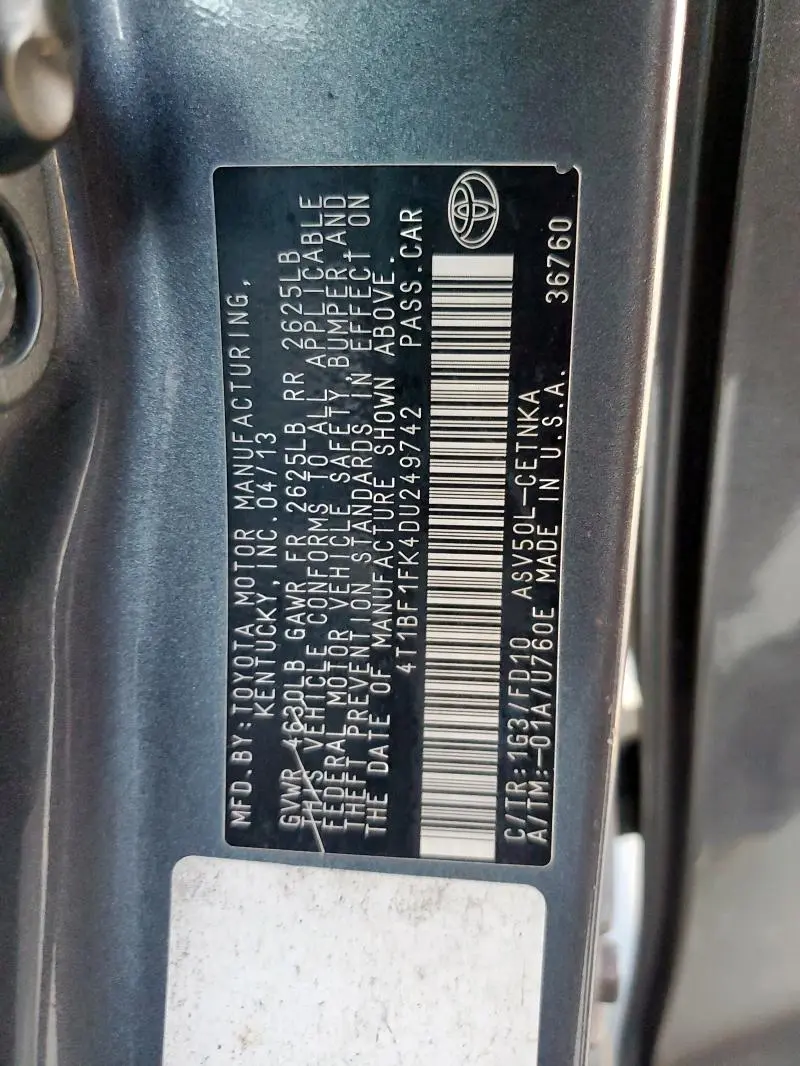 MFD.BY:TOYOTA MOTOR MANUFACTURING,
KENTUCKY,INC.04/13
GVWR 4630LB GAWR FR 2625LB RR 2625LB
THIS VEHICLE CONFORMS TO ALL APPLICABLE
FEDERAL MOTOR VEHICLE SAFETY,BUMPER,AND
THEFT PREVENTION STANDARDS IN EFFECT ON
THE DATE OF MANUFACTURE SHOWN ABOVE.
4T1BF1FK4DU249742 PASS.CAR
C/TR:1G3/FD10 ASV50L-CETNKA
A/TM:-01A/U760E MADE IN U.S.A. 36760